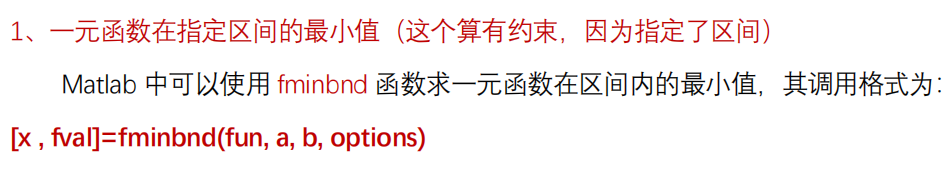 1、一元函数在指定区间的最小值（这个算有约束，因为指定了区间）
Matlab 中可以使用 fminbnd 函数求一元函数在区间内的最小值，其调用格式为：
[x , fval]=fminbnd(fun, a, b, options)